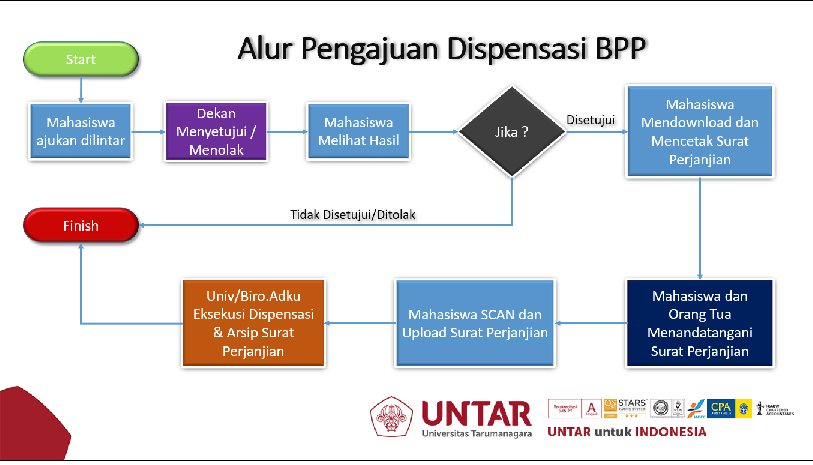 Alur Pengajuan Dispensasi BPP
Start
Mahasiswa
ajukan dilintar
Dekan
Menyetujui /
Menolak
Mahasiswa
Melihat Hasil
Jika ?
Disetujui
Mahasiswa
Mendownload dan
Mencetak Surat
Perjanjian
Tidak Disetujui/Ditolak
Finish
Mahasiswa dan
Orang Tua
Menandatangani
Surat Perjanjian
Mahasiswa SCAN dan
Upload Surat Perjanjian
Univ/Biro.Adku
Eksekusi Dispensasi
& Arsip Surat
Perjanjian
UNTAR
Universitas Tarumanagara
STARS
CPA
UNTAR untuk INDONESIA